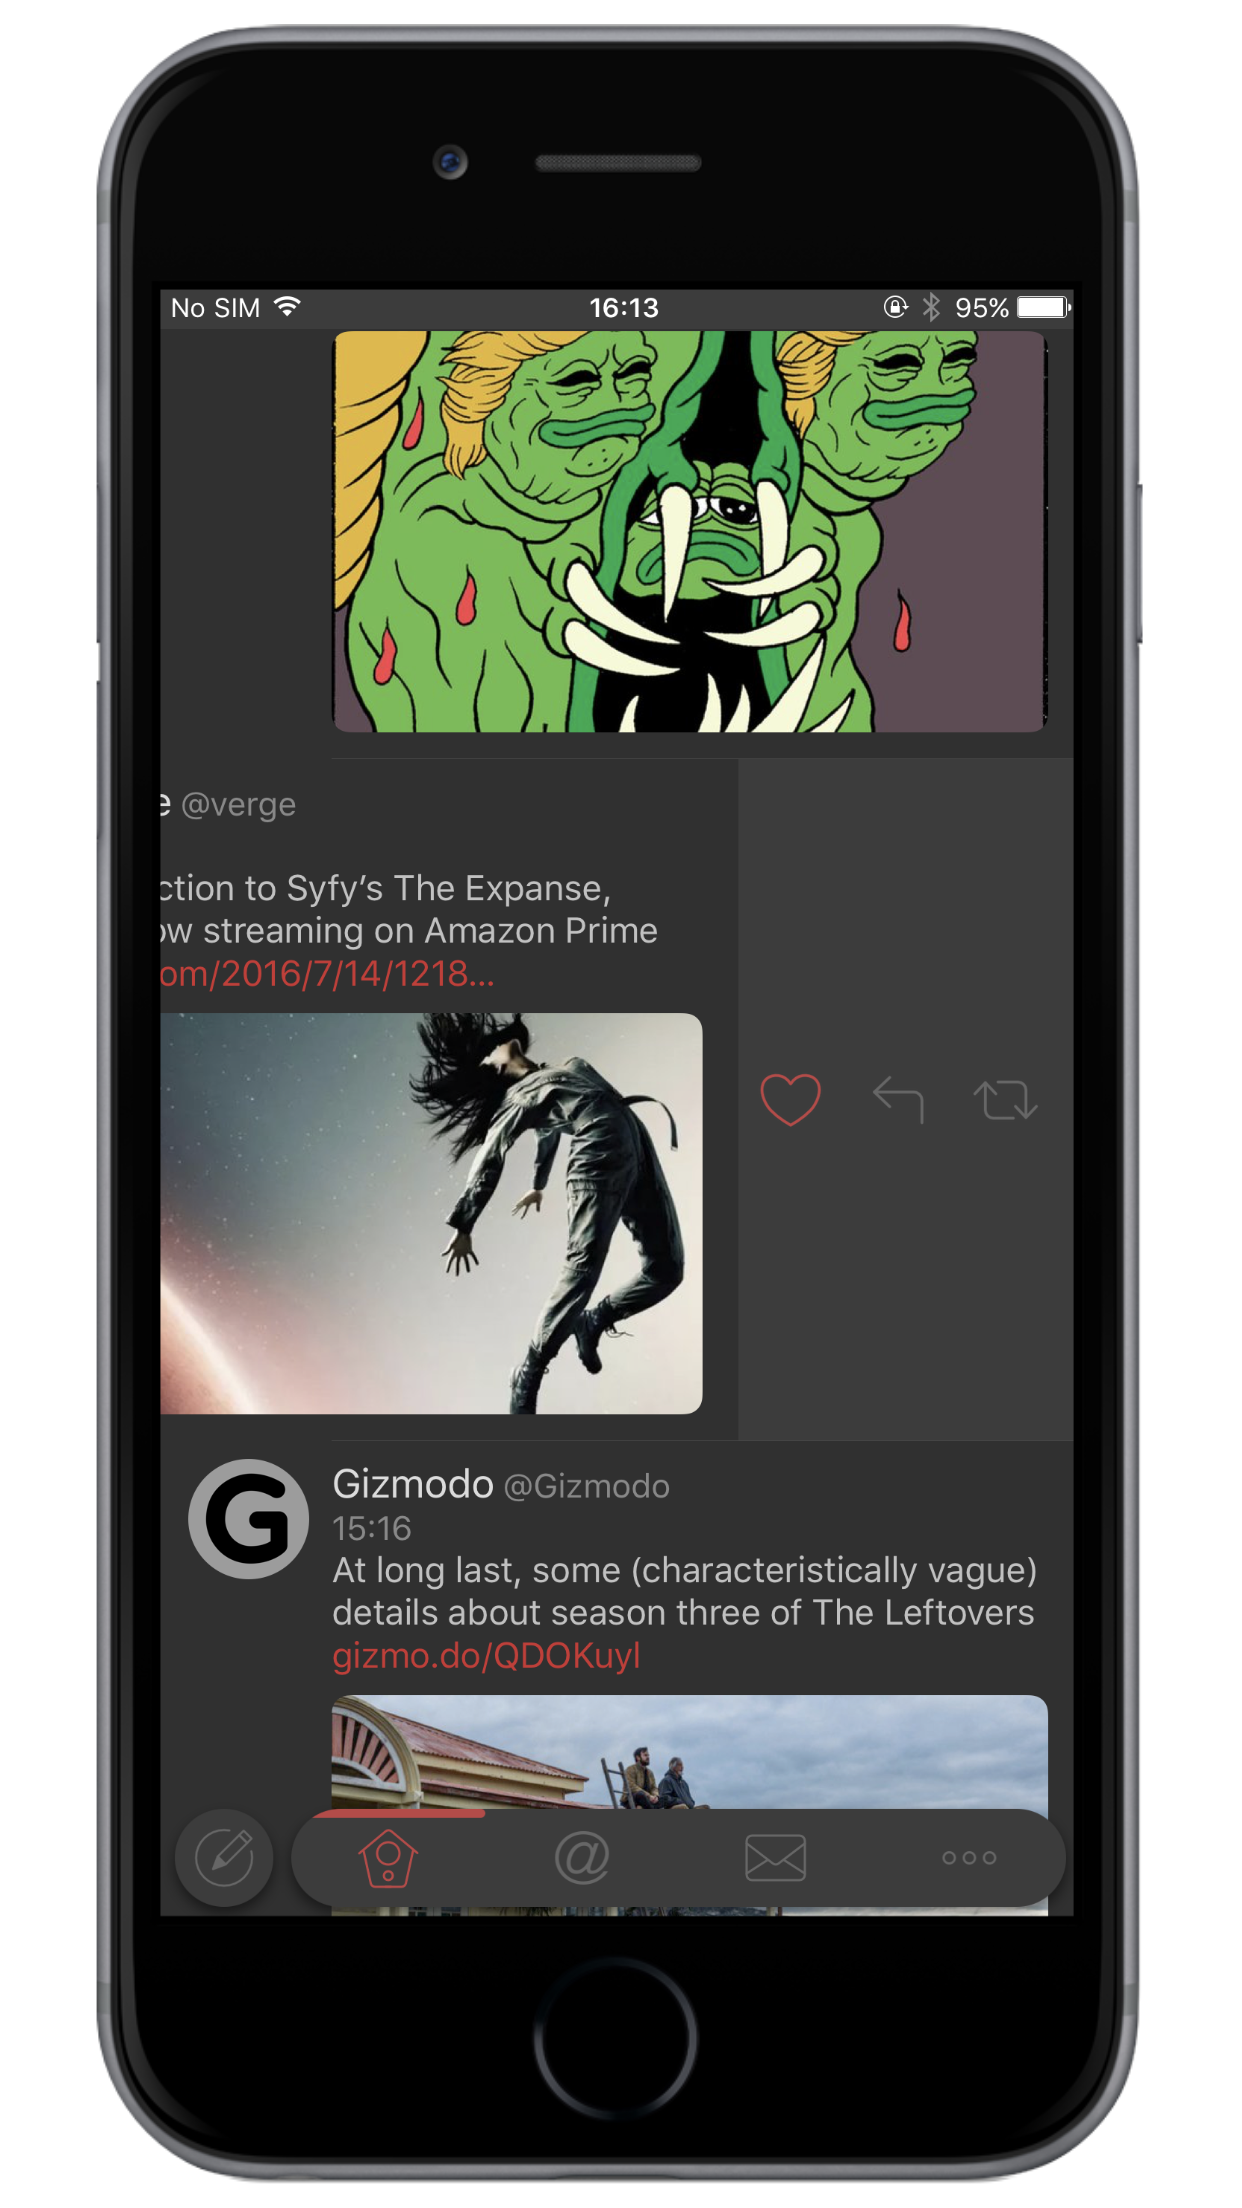 No SIM 16:13 95%
e @verge
ction to Syfy’s The Expanse,
ow streaming on Amazon Prime
om/2016/7/14/1218...
G
Gizmodo @Gizmodo
15:16
At long last, some (characteristically vague)
details about season three of The Leftovers
gizmo.do/QDOKuyl
@